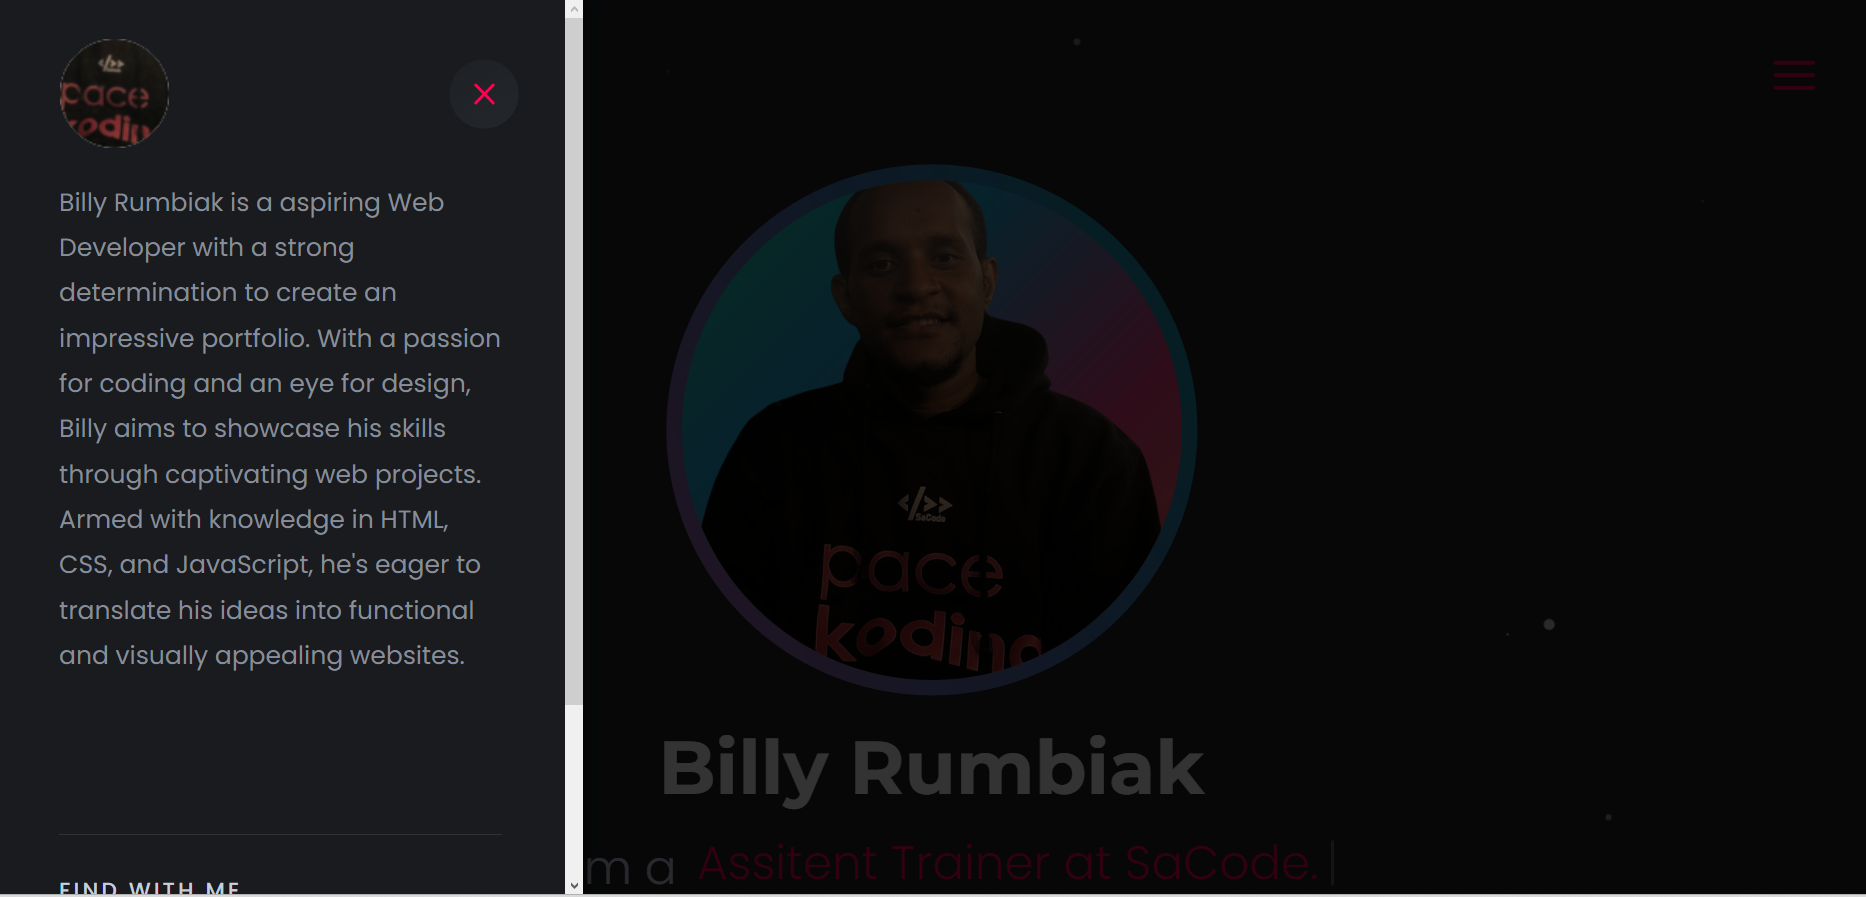 pace
kodin
Billy Rumbiak is a aspiring Web
Developer with a strong
determination to create an
impressive portfolio. With a passion
for coding and an eye for design,
Billy aims to showcase his skills
through captivating web projects.
Armed with knowledge in HTML,
CSS, and JavaScript, he's eager to
translate his ideas into functional
and visually appealing websites.
FIND WITH ME
</>>
SaCode
pace
koding
Billy Rumbiak
m a Assitent Trainer at SaCode.